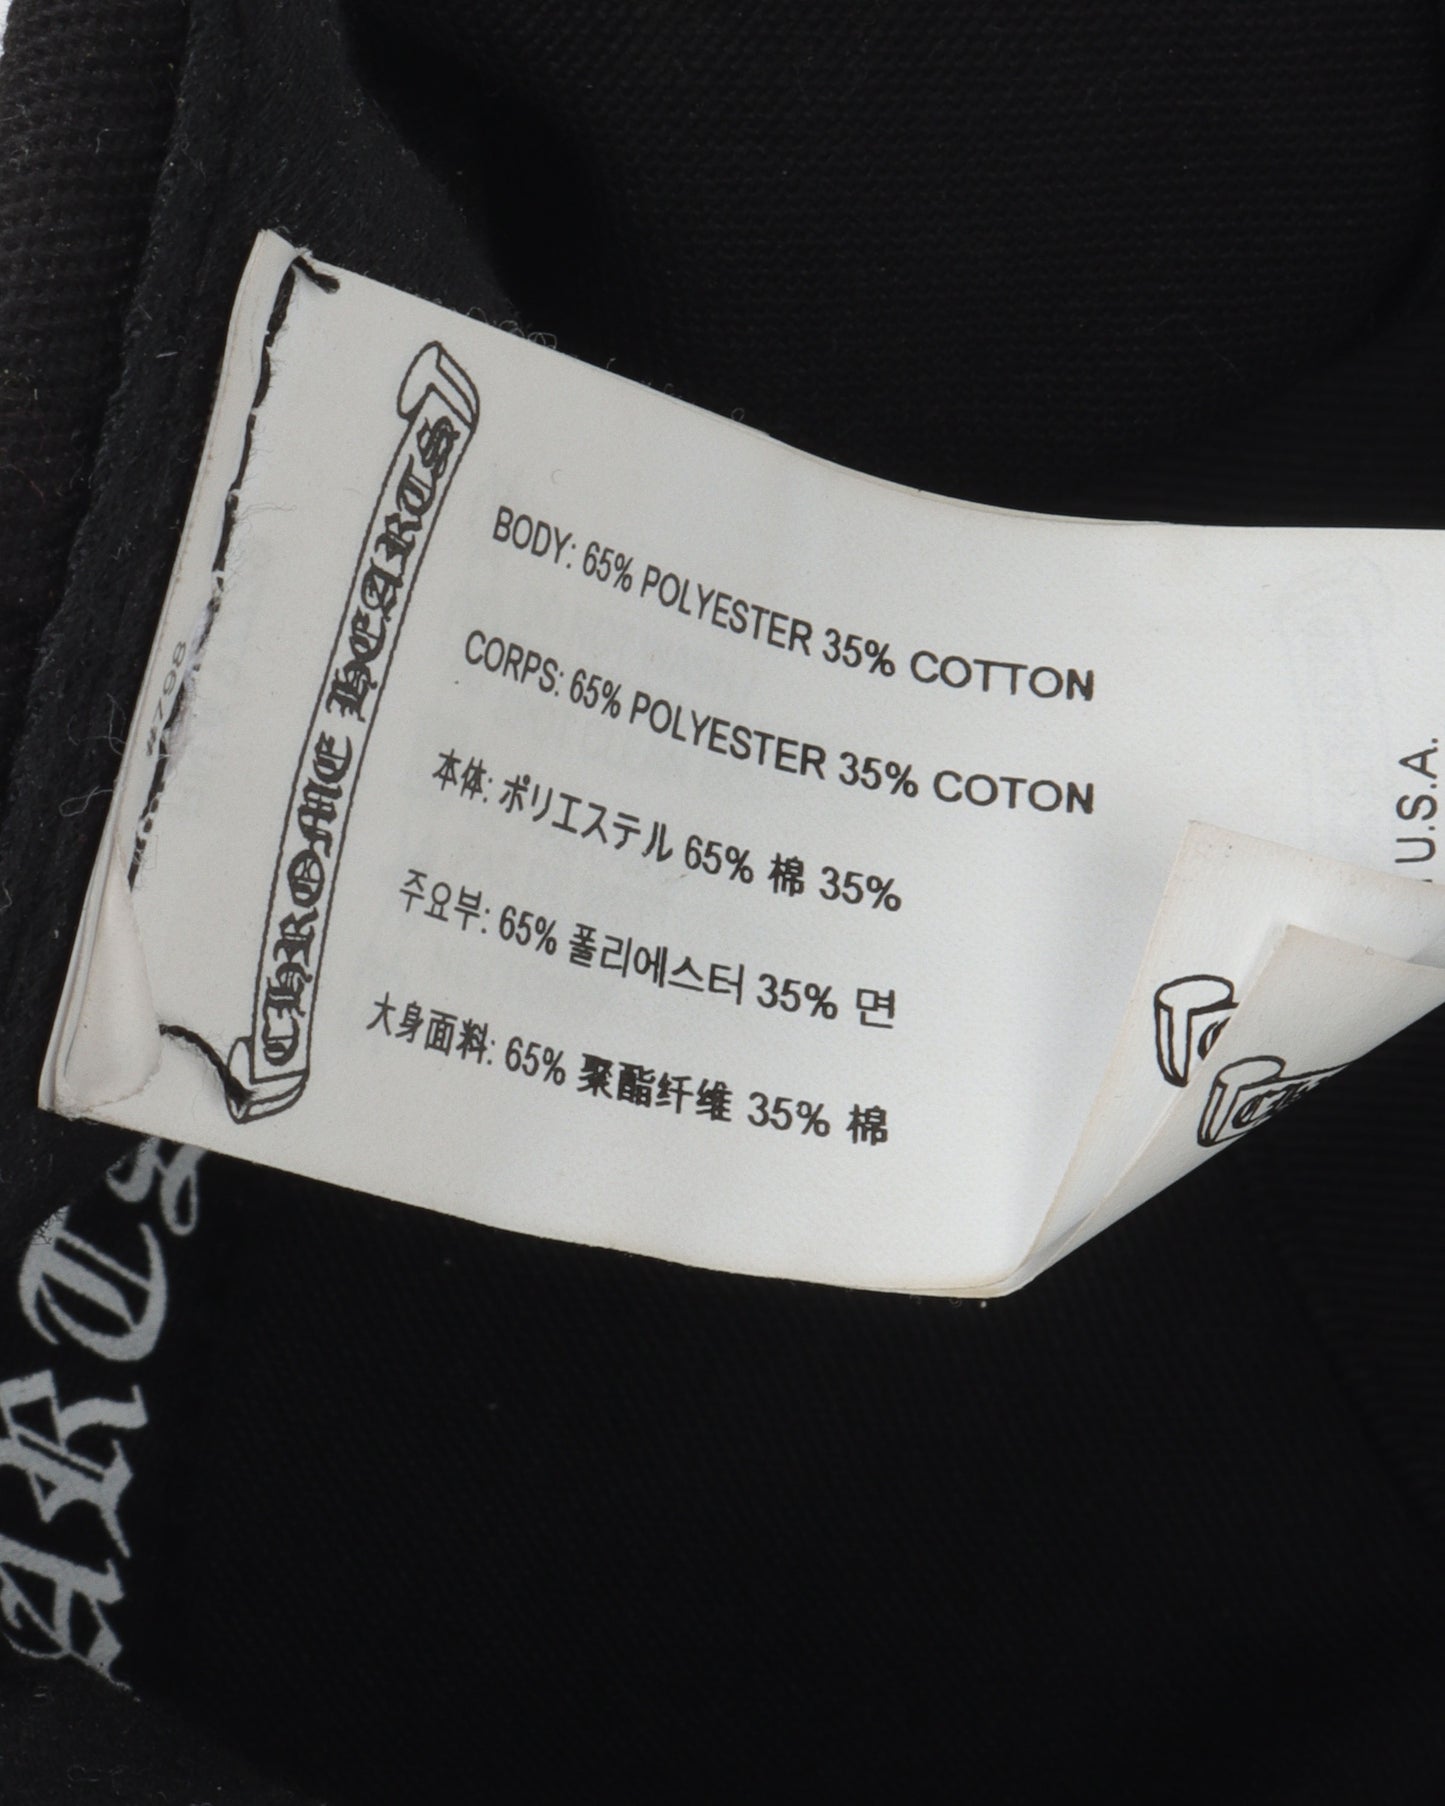 CHROME HEARTS
BODY: 65% POLYESTER 35% COTTON
CORPS: 65% POLYESTER 35% COTON
本体: ポリエステル 65% 棉 35%
주요부: 65% 폴리에스터 35% 면
大身面料: 65% 聚酯纤维 35% 棉
U.S.A.
ARTS